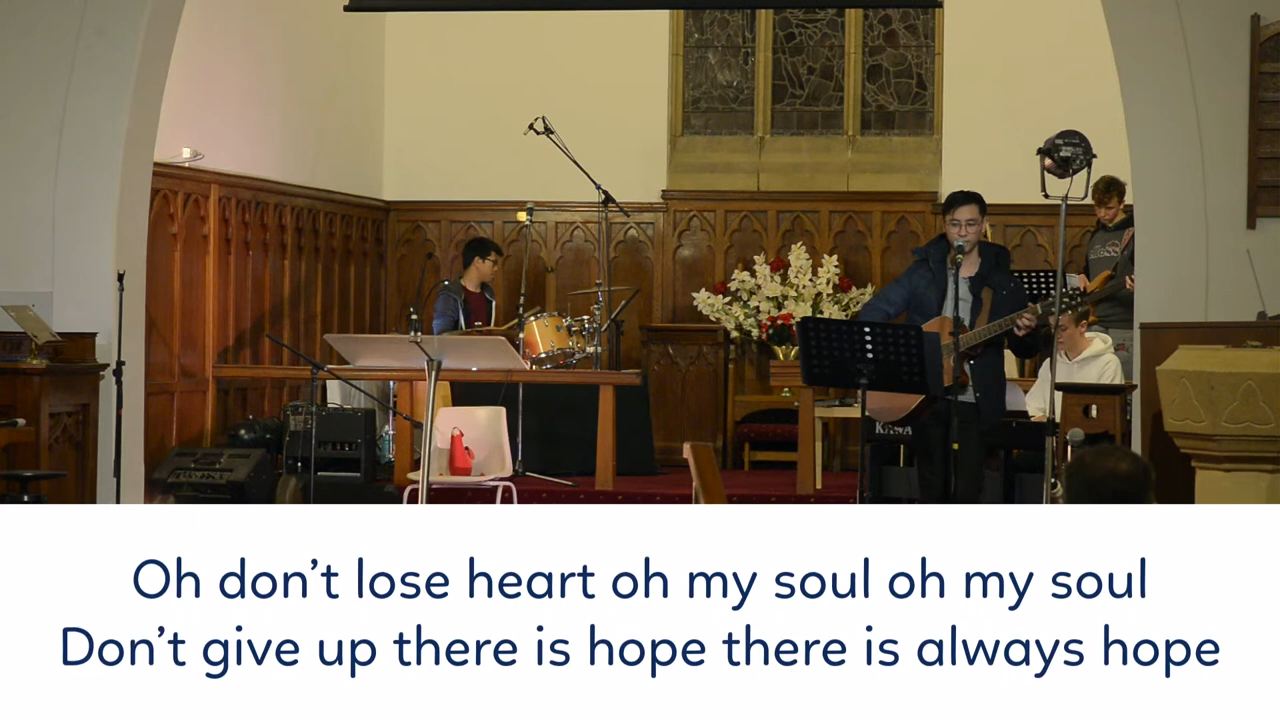 KAWA
Oh don’t lose heart oh my soul oh my soul
Don’t give up there is hope there is always hope